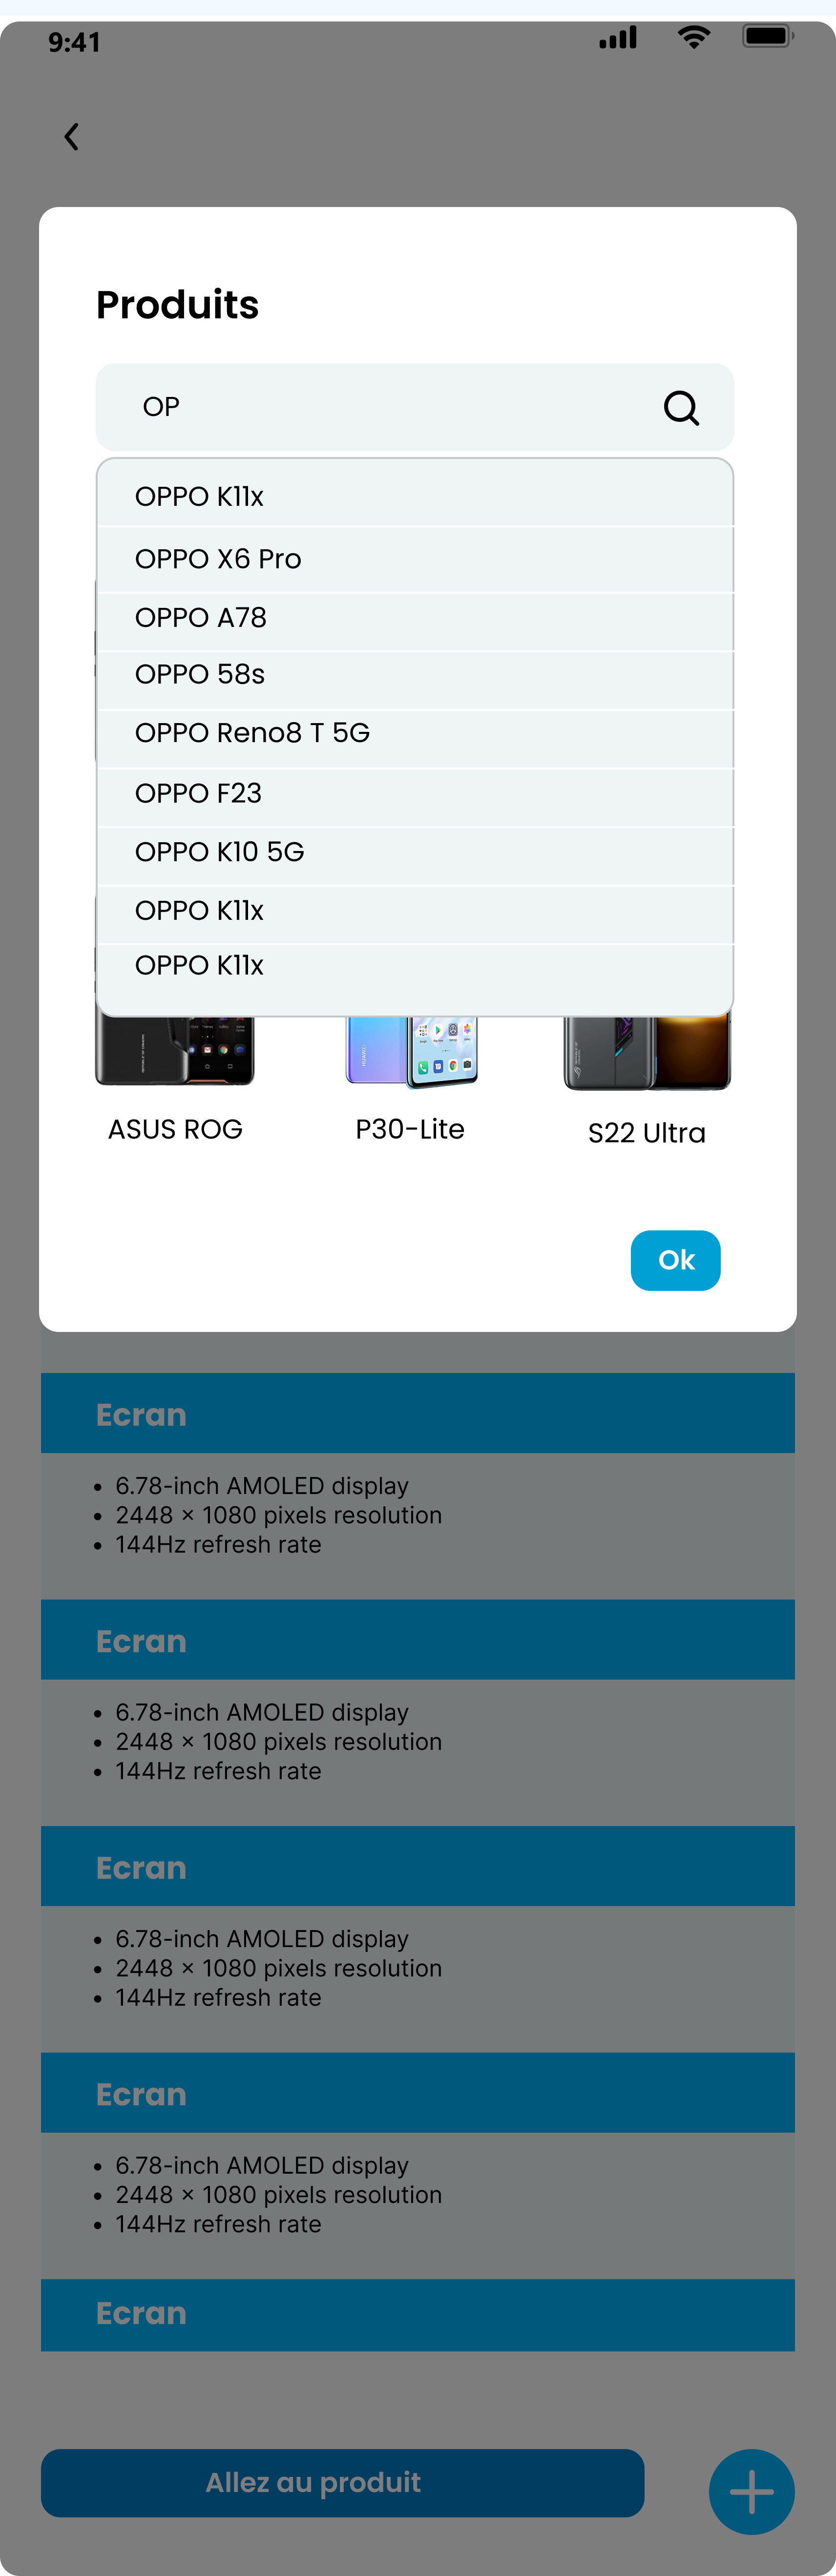 9:41
Produits
OP
OPPO K11x
OPPO X6 Pro
OPPO A78
OPPO 58s
OPPO Reno8 T 5G
OPPO F23
OPPO K10 5G
OPPO K11x
OPPO K11x
ASUS ROG
P30-Lite
S22 Ultra
Ok
Ecran
• 6.78-inch AMOLED display
• 2448 × 1080 pixels resolution
• 144Hz refresh rate
Ecran
• 6.78-inch AMOLED display
• 2448 × 1080 pixels resolution
• 144Hz refresh rate
Ecran
• 6.78-inch AMOLED display
• 2448 × 1080 pixels resolution
• 144Hz refresh rate
Ecran
• 6.78-inch AMOLED display
• 2448 × 1080 pixels resolution
• 144Hz refresh rate
Ecran
Allez au produit